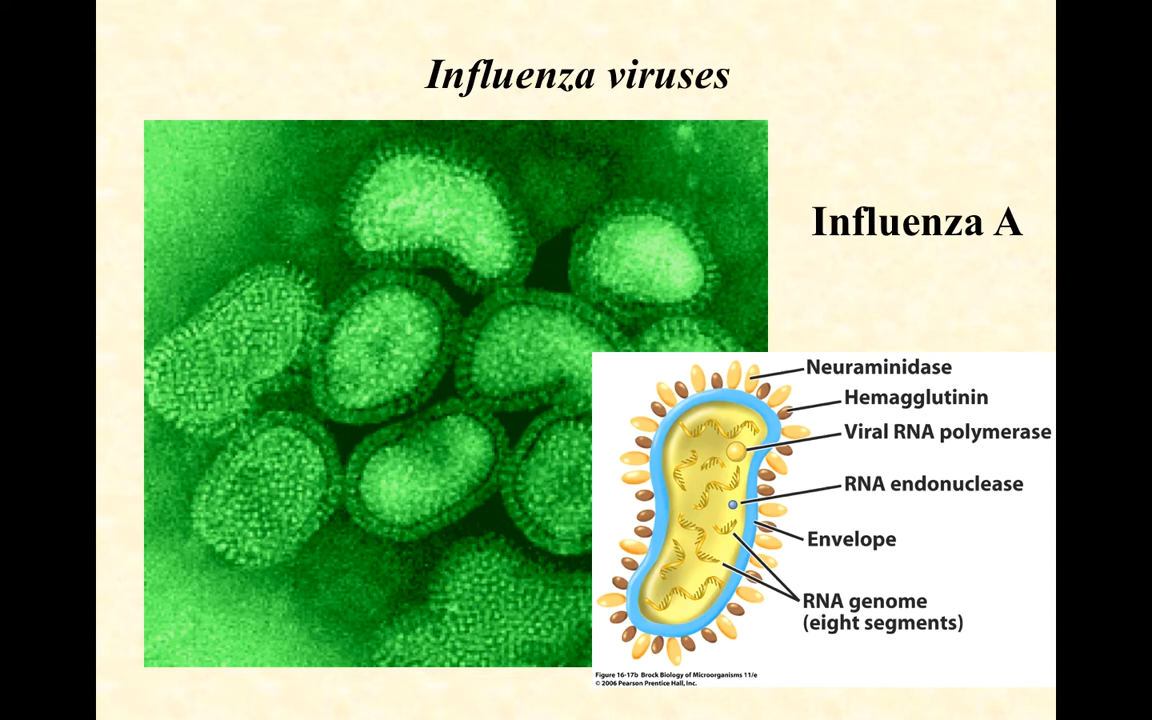 Influenza viruses
Influenza A
Neuraminidase
Hemagglutinin
Viral RNA polymerase
RNA endonuclease
Envelope
RNA genome
(eight segments)
Figure 16-17b Brock Biology of Microorganisms 11/e
© 2006 Pearson Prentice Hall, Inc.